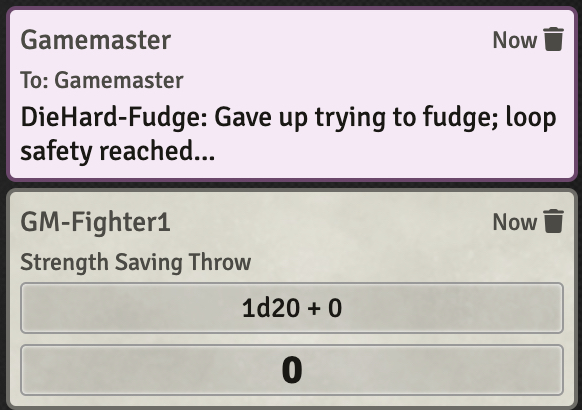 Gamemaster
Now
To: Gamemaster
DieHard-Fudge: Gave up trying to fudge; loop
safety reached...
GM-Fighter1
Now
Strength Saving Throw
1d20 + 0
0